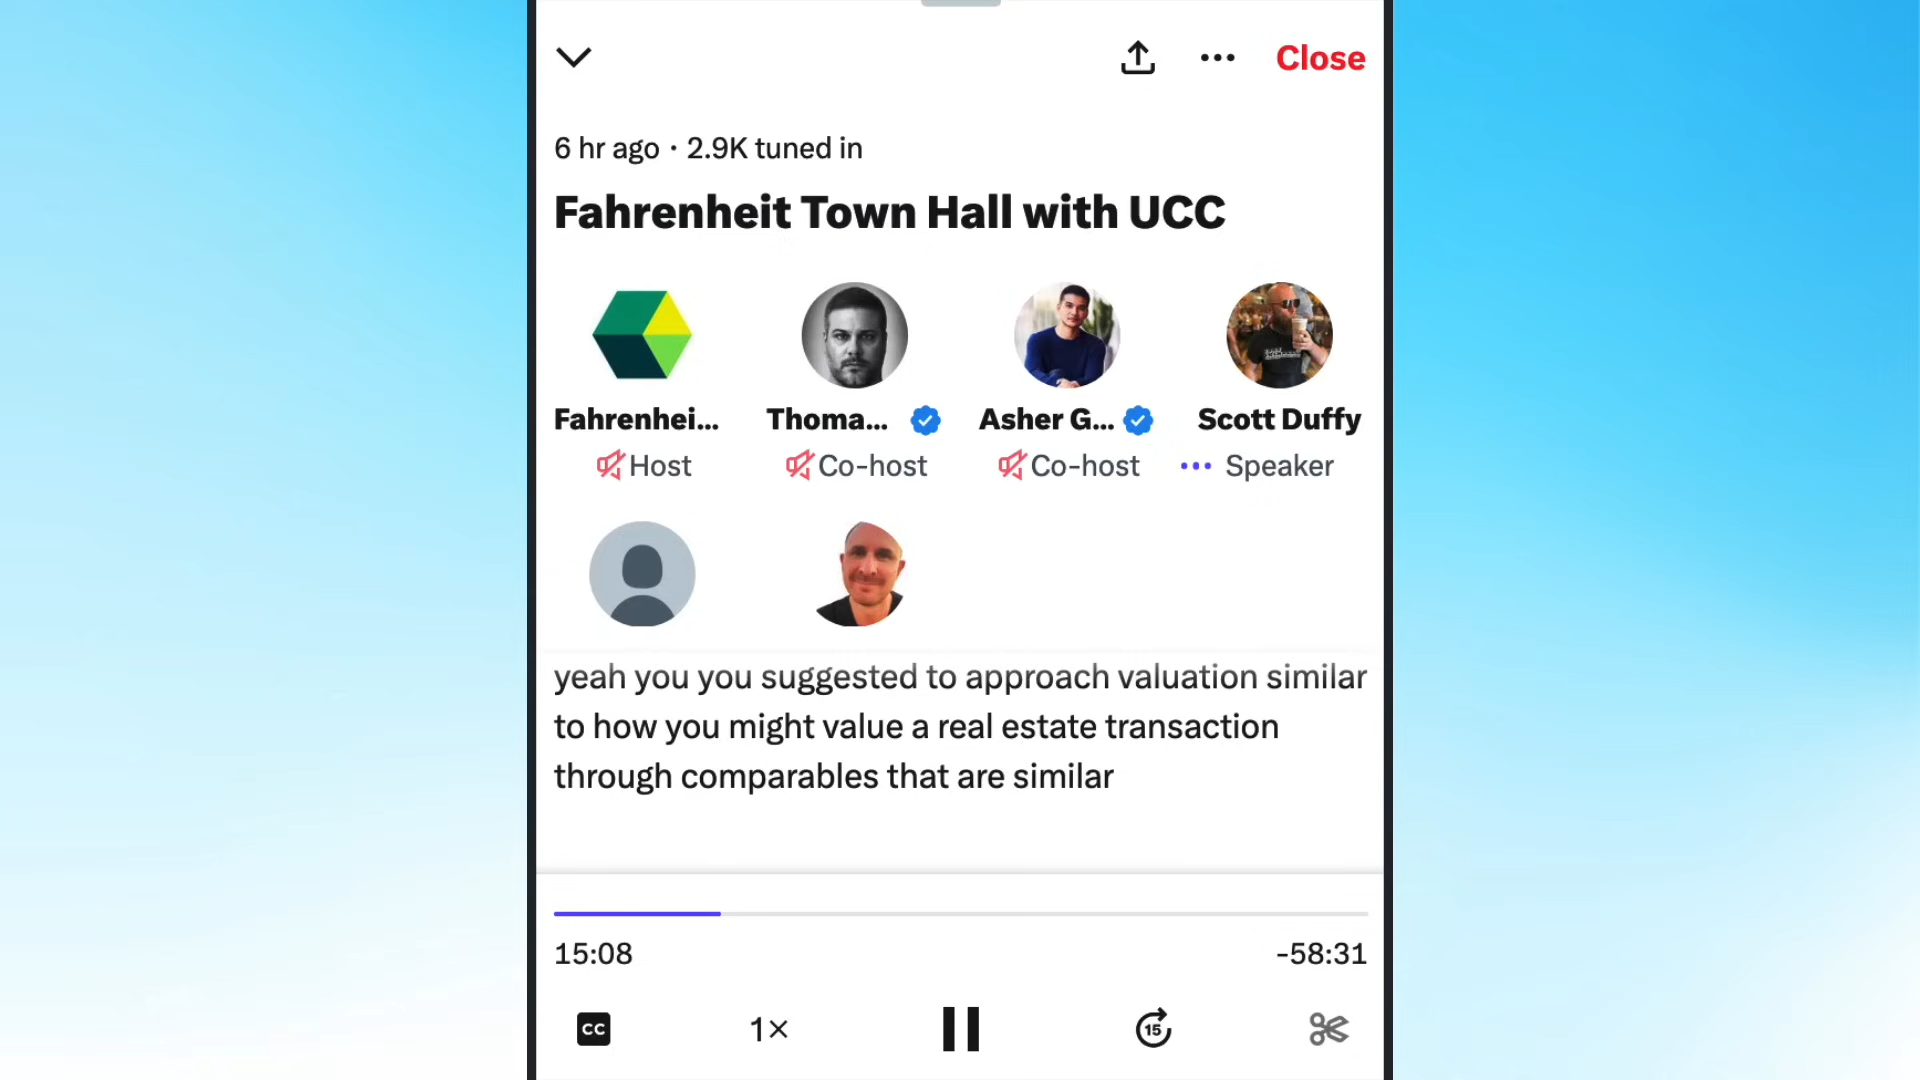 Close
6 hr ago · 2.9K tuned in
Fahrenheit Town Hall with UCC
Fahrenhei... Thoma... Asher G... Scott Duffy
Host Co-host Co-host Speaker
yeah you you suggested to approach valuation similar
to how you might value a real estate transaction
through comparables that are similar
15:08 -58:31
CC 1× 15